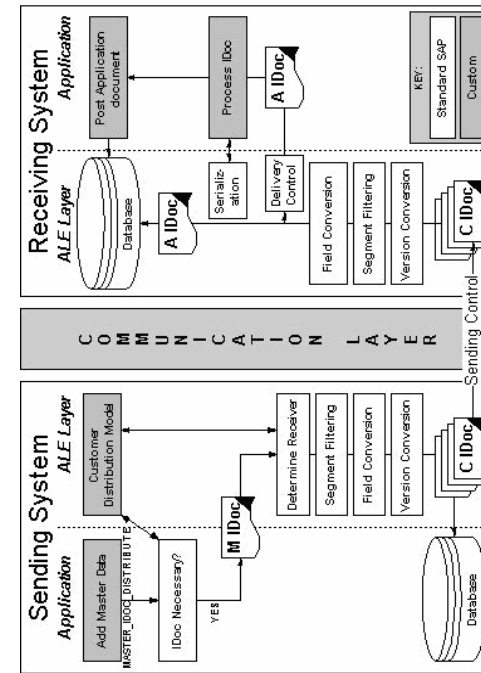 Sending System
Application
ALE Layer
Add Master Data
MASTER_IDOC_DISTRIBUTE
Customer
Distribution Model
IDoc Necessary?
YES
M IDoc
Determine Receiver
Segment Filtering
Field Conversion
Version Conversion
C IDoc
Database
COMMUNICATION LAYER
Sending Control
Receiving System
ALE Layer
Application
Database
Post Application
document
A IDoc
Serializ-
ation
Process IDoc
Delivery
Control
A IDoc
Field Conversion
Segment Filtering
Version Conversion
C IDoc
KEY:
Standard SAP
Custom